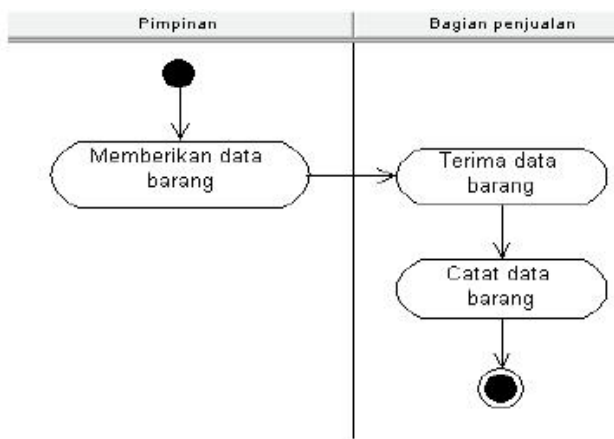 Pimpinan
Bagian penjualan
Memberikan data
barang
Terima data
barang
Catat data
barang